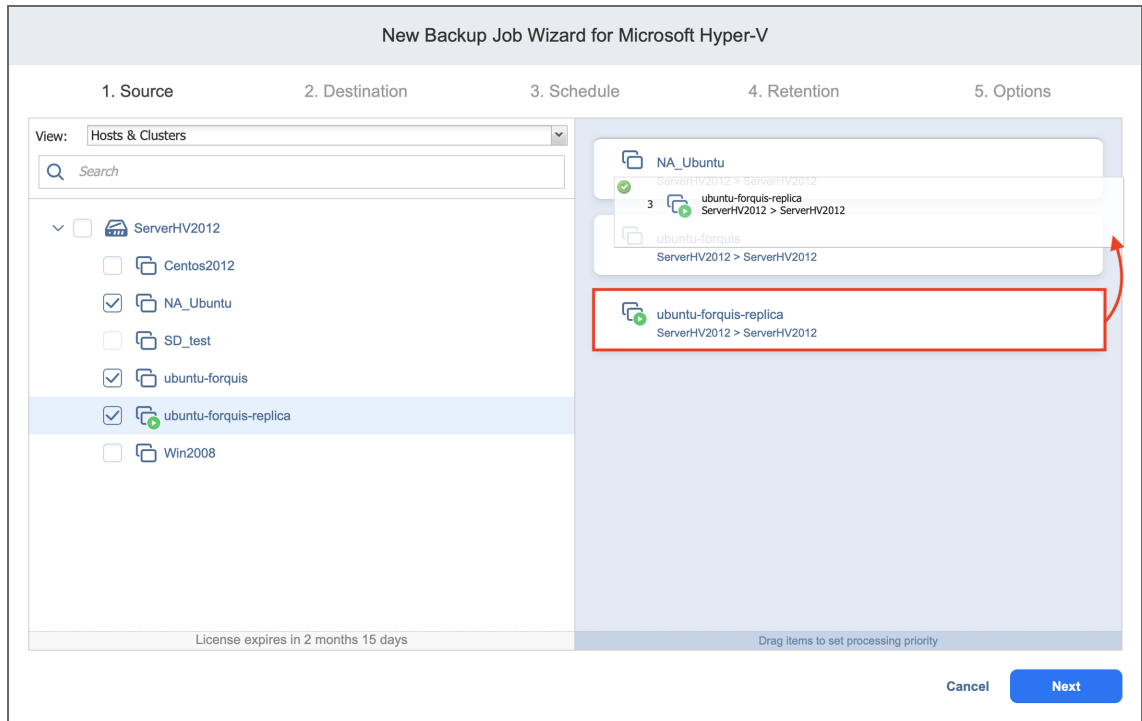 New Backup Job Wizard for Microsoft Hyper-V
1. Source 2. Destination 3. Schedule 4. Retention 5. Options
View: Hosts & Clusters
Search
ServerHV2012
Centos2012
NA_Ubuntu
SD_test
ubuntu-forquis
ubuntu-forquis-replica
Win2008
License expires in 2 months 15 days
NA_Ubuntu
ServerHV2012 > ServerHV2012
3 ubuntu-forquis-replica
ServerHV2012 > ServerHV2012
ubuntu-forquis
ServerHV2012 > ServerHV2012
ubuntu-forquis-replica
ServerHV2012 > ServerHV2012
Drag items to set processing priority
Cancel Next